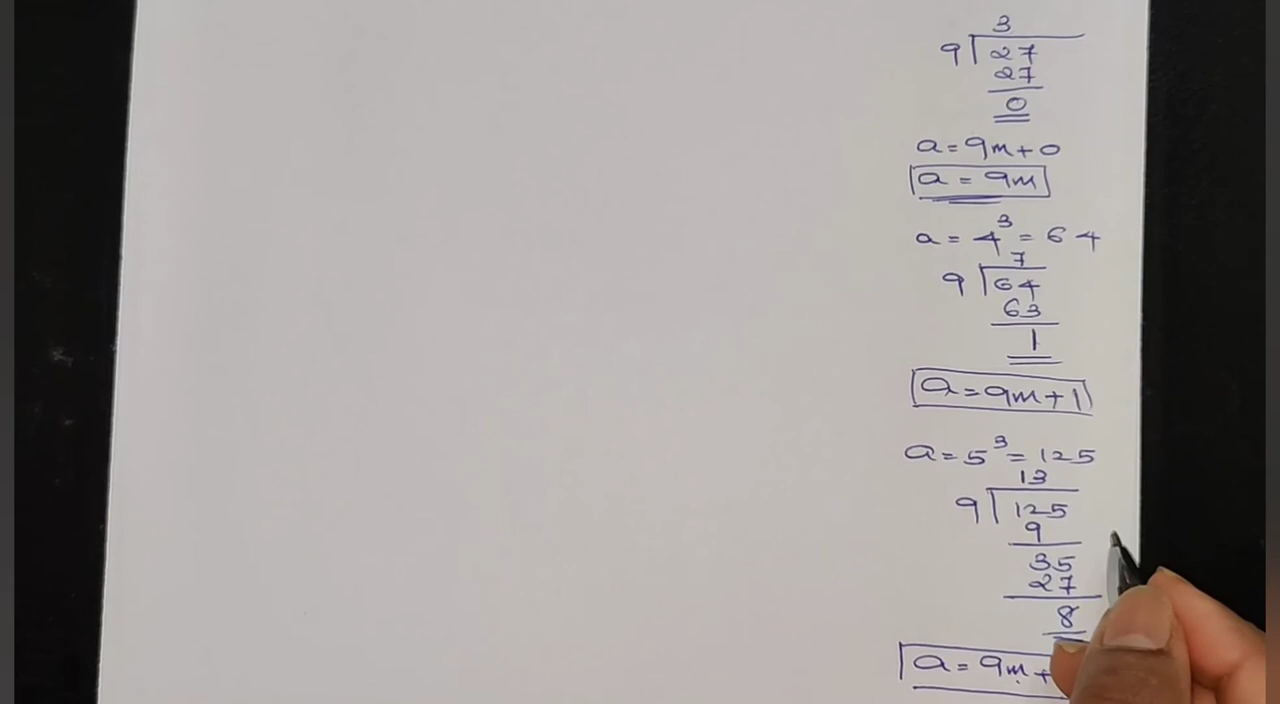 3
9 27
27
0
a = 9m + 0
a = 9m
a = 4³ = 64
7
9 64
63
1
a = 9m + 1
a = 5³ = 125
13
9 125
9
35
27
8
a = 9m +